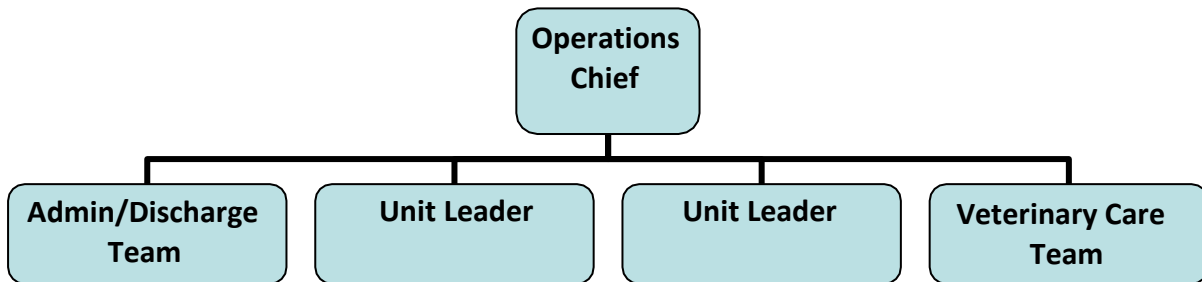 Operations
Chief
Admin/Discharge
Team
Unit Leader
Unit Leader
Veterinary Care
Team